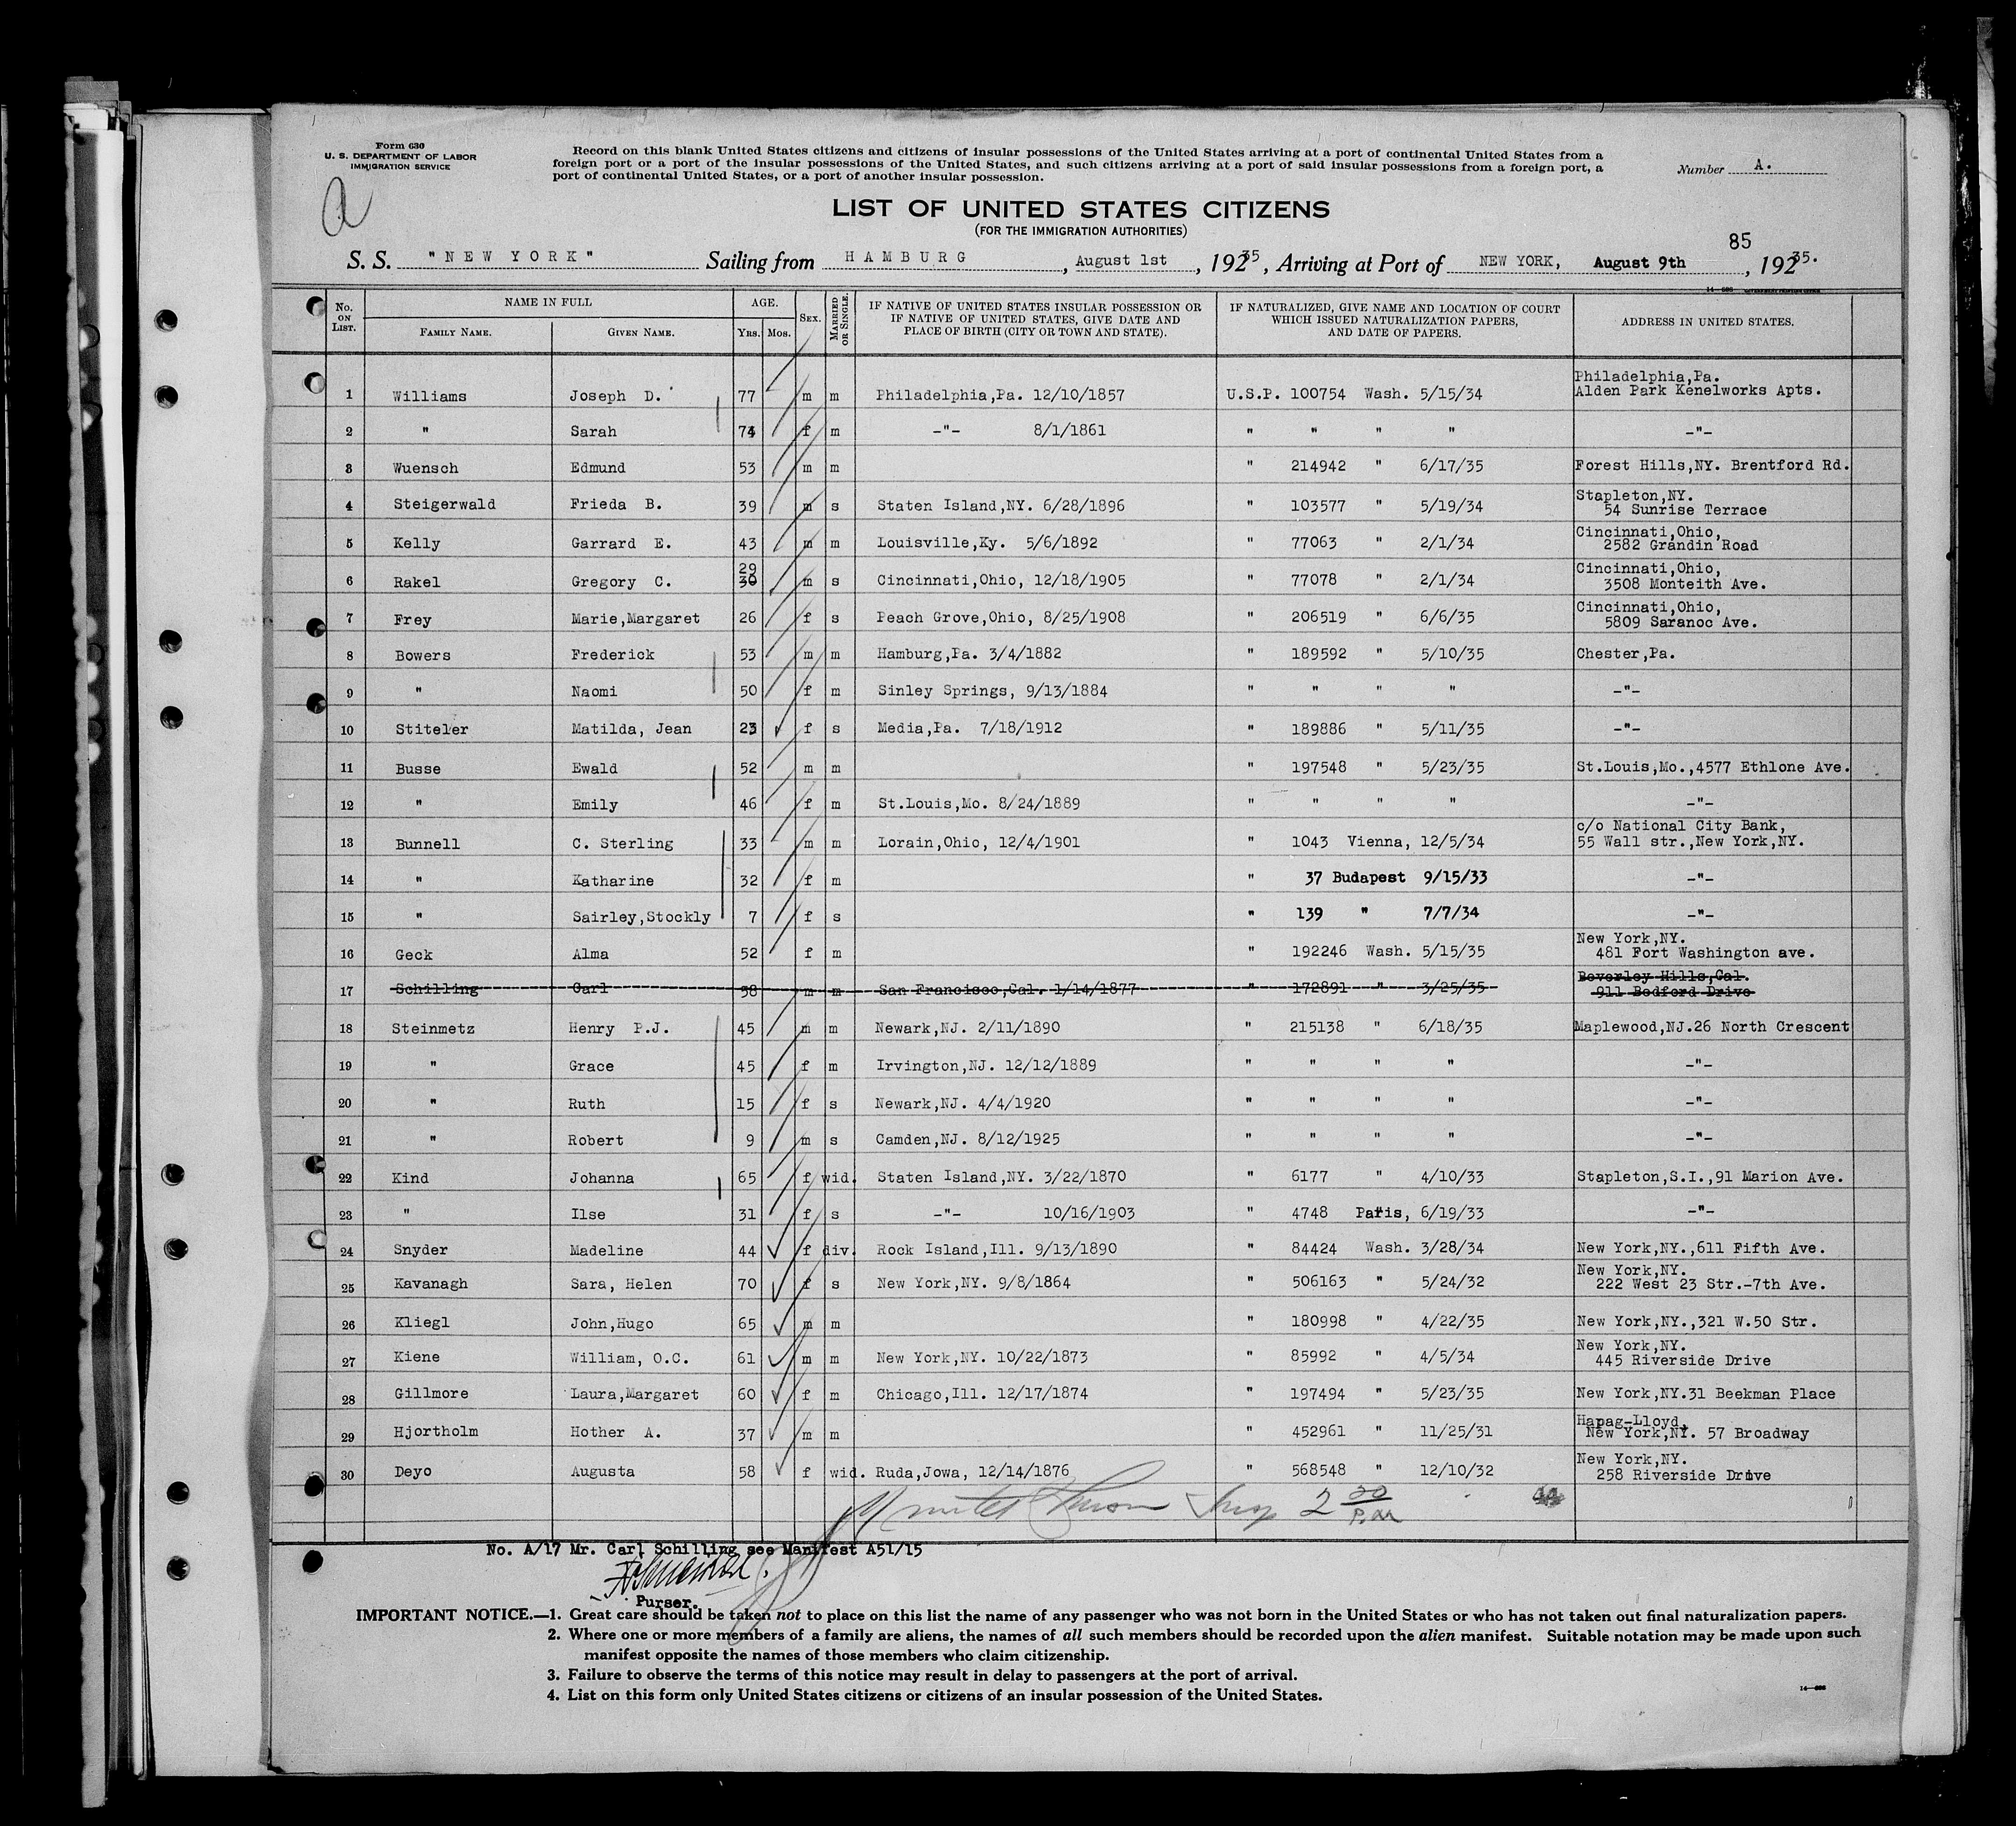 Form 630
U. S. DEPARTMENT OF LABOR
IMMIGRATION SERVICE
a
Record on this blank United States citizens and citizens of insular possessions of the United States arriving at a port of continental United States from a
foreign port or a port of the insular possessions of the United States, and such citizens arriving at a port of said insular possessions from a foreign port, a
port of continental United States, or a port of another insular possession.
Number A.
LIST OF UNITED STATES CITIZENS
(FOR THE IMMIGRATION AUTHORITIES)
85
S. S. "NEW YORK" Sailing from HAMBURG, August 1st, 19235, Arriving at Port of NEW YORK, August 9th, 19235.
No. ON LIST. NAME IN FULL FAMILY NAME. GIVEN NAME. AGE. Yrs. Mos. SEX. MARRIED OR SINGLE. IF NATIVE OF UNITED STATES INSULAR POSSESSION OR IF NATIVE OF UNITED STATES, GIVE DATE AND PLACE OF BIRTH (CITY OR TOWN AND STATE). IF NATURALIZED, GIVE NAME AND LOCATION OF COURT WHICH ISSUED NATURALIZATION PAPERS, AND DATE OF PAPERS. ADDRESS IN UNITED STATES.
1 Williams Joseph D. 77 m m Philadelphia,Pa. 12/10/1857 U.S.P. 100754 Wash. 5/15/34 Philadelphia,Pa. Alden Park Kenelworks Apts.
2 " Sarah 74 f m -"- 8/1/1861 " " " " -"-
3 Wuensch Edmund 53 m m " 214942 " 6/17/35 Forest Hills,NY. Brentford Rd.
4 Steigerwald Frieda B. 39 m s Staten Island,NY. 6/28/1896 " 103577 " 5/19/34 Stapleton,NY. 54 Sunrise Terrace
5 Kelly Garrard E. 43 m m Louisville,Ky. 5/6/1892 " 77063 " 2/1/34 Cincinnati,Ohio, 2582 Grandin Road
6 Rakel Gregory C. 29 30 m s Cincinnati,Ohio, 12/18/1905 " 77078 " 2/1/34 Cincinnati,Ohio, 3508 Monteith Ave.
7 Frey Marie,Margaret 26 f s Peach Grove,Ohio, 8/25/1908 " 206519 " 6/6/35 Cincinnati,Ohio, 5809 Saranoc Ave.
8 Bowers Frederick 53 m m Hamburg,Pa. 3/4/1882 " 189592 " 5/10/35 Chester,Pa.
9 " Naomi 50 f m Sinley Springs, 9/13/1884 " " " " -"-
10 Stiteler Matilda, Jean 23 f s Media,Pa. 7/18/1912 " 189886 " 5/11/35 -"-
11 Busse Ewald 52 m m " 197548 " 5/23/35 St.Louis,Mo.,4577 Ethlone Ave.
12 " Emily 46 f m St.Louis,Mo. 8/24/1889 " " " " -"-
13 Bunnell C. Sterling 33 m m Lorain,Ohio, 12/4/1901 " 1043 Vienna, 12/5/34 c/o National City Bank, 55 Wall str.,New York,NY.
14 " Katharine 32 f m " 37 Budapest 9/15/33 -"-
15 " Sairley,Stockly 7 f s " 139 " 7/7/34 -"-
16 Geck Alma 52 f m " 192246 Wash. 5/15/35 New York,NY. 481 Fort Washington ave.
17 Schilling Carl 58 m m San Francisco,Cal. 1/14/1877 " 172891 " 3/25/35 Beverley Hills,Cal. 911 Bedford Drive
18 Steinmetz Henry P.J. 45 m m Newark,NJ. 2/11/1890 " 215138 " 6/18/35 Maplewood,NJ.26 North Crescent
19 " Grace 45 f m Irvington,NJ. 12/12/1889 " " " " -"-
20 " Ruth 15 f s Newark,NJ. 4/4/1920 " " " " -"-
21 " Robert 9 m s Camden,NJ. 8/12/1925 " " " " -"-
22 Kind Johanna 65 f wid. Staten Island,NY. 3/22/1870 " 6177 " 4/10/33 Stapleton,S.I.,91 Marion Ave.
23 " Ilse 31 f s -"- 10/16/1903 " 4748 Paris, 6/19/33 -"-
24 Snyder Madeline 44 f div. Rock Island,Ill. 9/13/1890 " 84424 Wash. 3/28/34 New York,NY.,611 Fifth Ave.
25 Kavanagh Sara, Helen 70 f s New York,NY. 9/8/1864 " 506163 " 5/24/32 New York,NY. 222 West 23 Str.-7th Ave.
26 Kliegl John,Hugo 65 m m " 180998 " 4/22/35 New York,NY.,321 W.50 Str.
27 Kiene William, O.C. 61 m m New York,NY. 10/22/1873 " 85992 " 4/5/34 New York,NY. 445 Riverside Drive
28 Gillmore Laura,Margaret 60 f m Chicago,Ill. 12/17/1874 " 197494 " 5/23/35 New York,NY.31 Beekman Place
29 Hjortholm Hother A. 37 m m " 452961 " 11/25/31 Hapag-Lloyd, New York,NY. 57 Broadway
30 Deyo Augusta 58 f wid. Ruda,Jowa, 12/14/1876 " 568548 " 12/10/32 New York,NY. 258 Riverside Drive
2 30 P.M
No. A/17 Mr. Carl Schilling see Manifest A51/15
Purser.
IMPORTANT NOTICE.—1. Great care should be taken not to place on this list the name of any passenger who was not born in the United States or who has not taken out final naturalization papers.
2. Where one or more members of a family are aliens, the names of all such members should be recorded upon the alien manifest. Suitable notation may be made upon such
manifest opposite the names of those members who claim citizenship.
3. Failure to observe the terms of this notice may result in delay to passengers at the port of arrival.
4. List on this form only United States citizens or citizens of an insular possession of the United States.